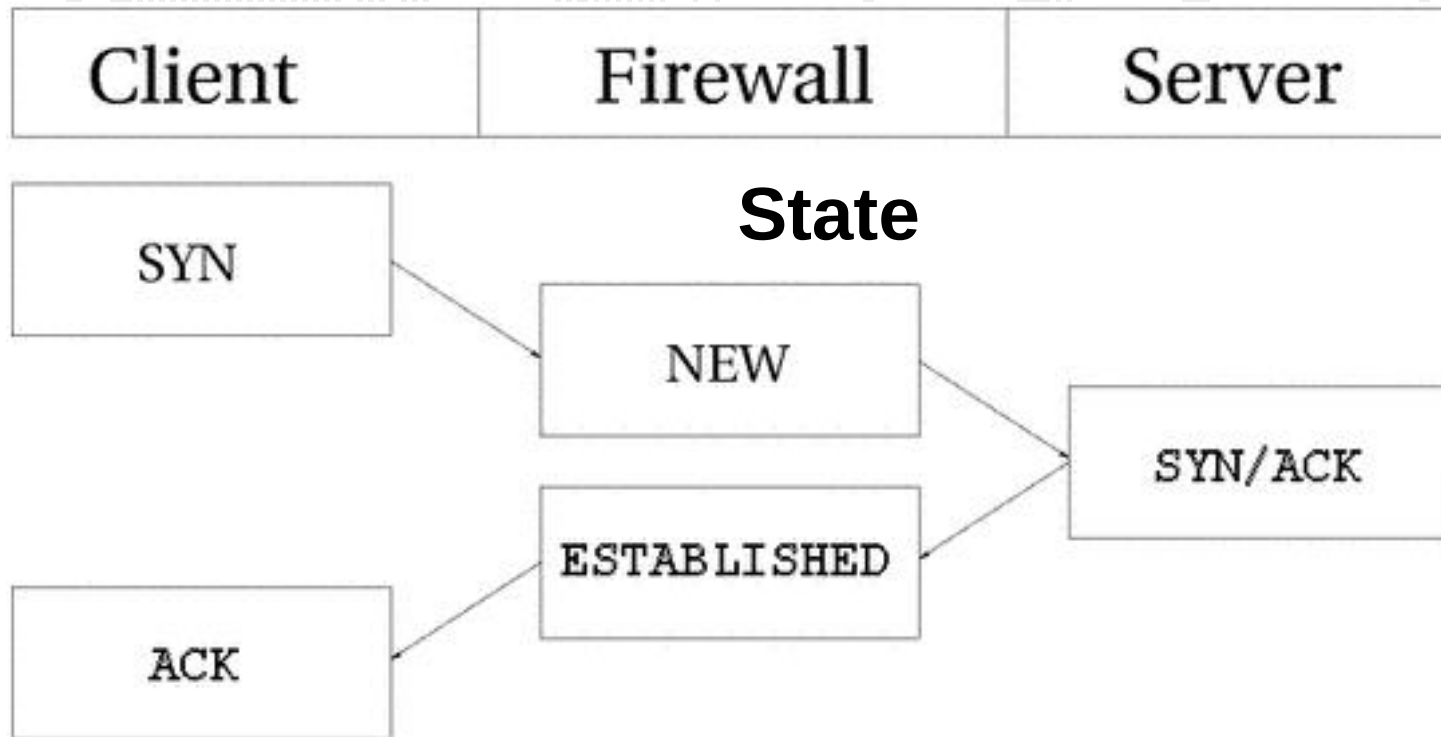 Client
Firewall
Server
State
SYN
NEW
SYN/ACK
ESTABLISHED
ACK